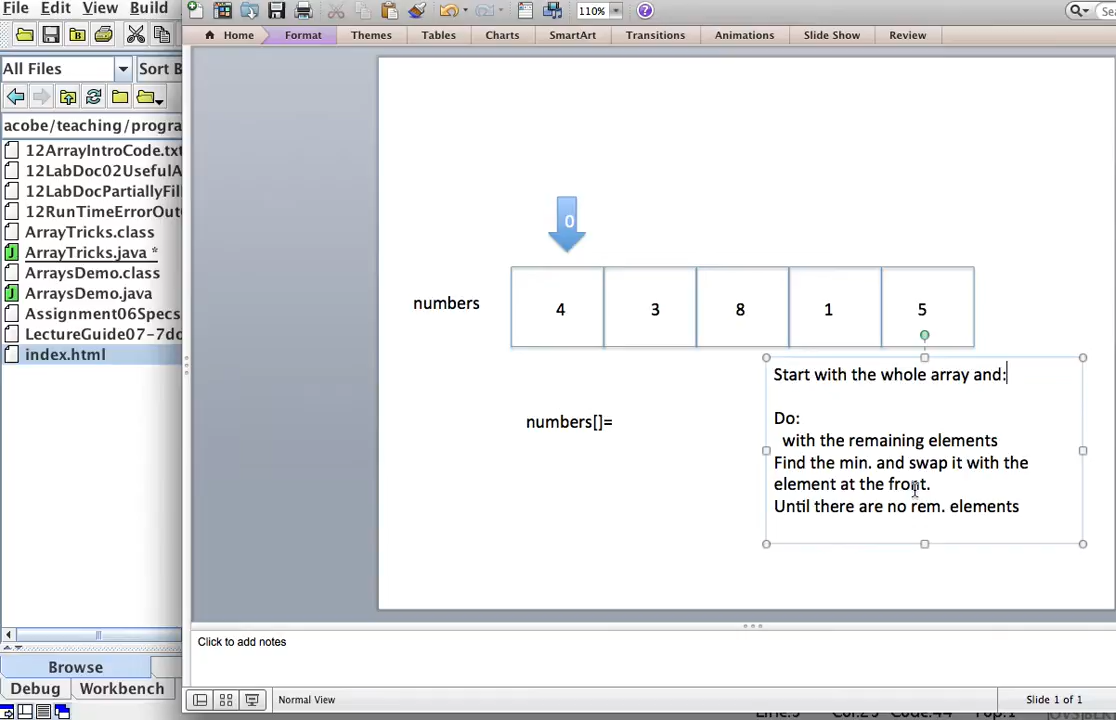 File Edit View Build
110%
Home Format Themes Tables Charts SmartArt Transitions Animations Slide Show Review
All Files
Sort B
acobe/teaching/progra
12ArrayIntroCode.txt
12LabDoc02UsefulA
12LabDocPartiallyFill
12RunTimeErrorOut
ArrayTricks.class
ArrayTricks.java *
ArraysDemo.class
ArraysDemo.java
Assignment06Specs
LectureGuide07-7do
index.html
0
numbers 4 3 8 1 5
numbers[]=
Start with the whole array and:
Do:
with the remaining elements
Find the min. and swap it with the
element at the front.
Until there are no rem. elements
Click to add notes
Browse
Debug Workbench
Normal View
Slide 1 of 1